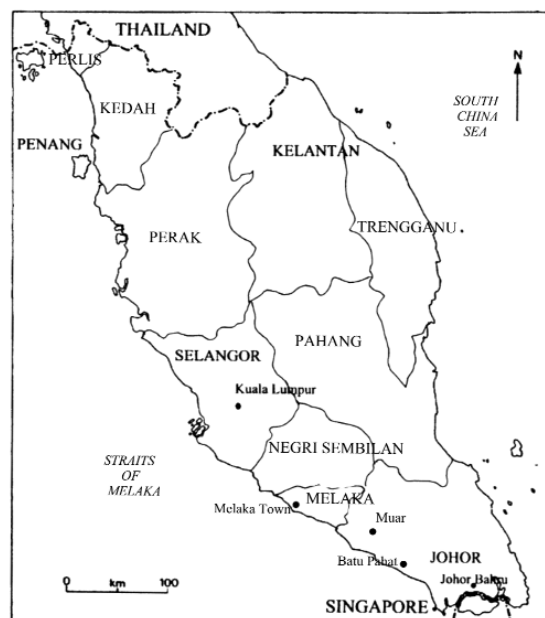 THAILAND
PERLIS
N
KEDAH
SOUTH
CHINA
SEA
PENANG
KELANTAN
TRENGGANU
PERAK
PAHANG
SELANGOR
Kuala Lumpur
NEGRI SEMBILAN
STRAITS
OF
MELAKA
MELAKA
Melaka Town
Muar
Batu Pahat
JOHOR
Johor Bahru
0 km 100
SINGAPORE